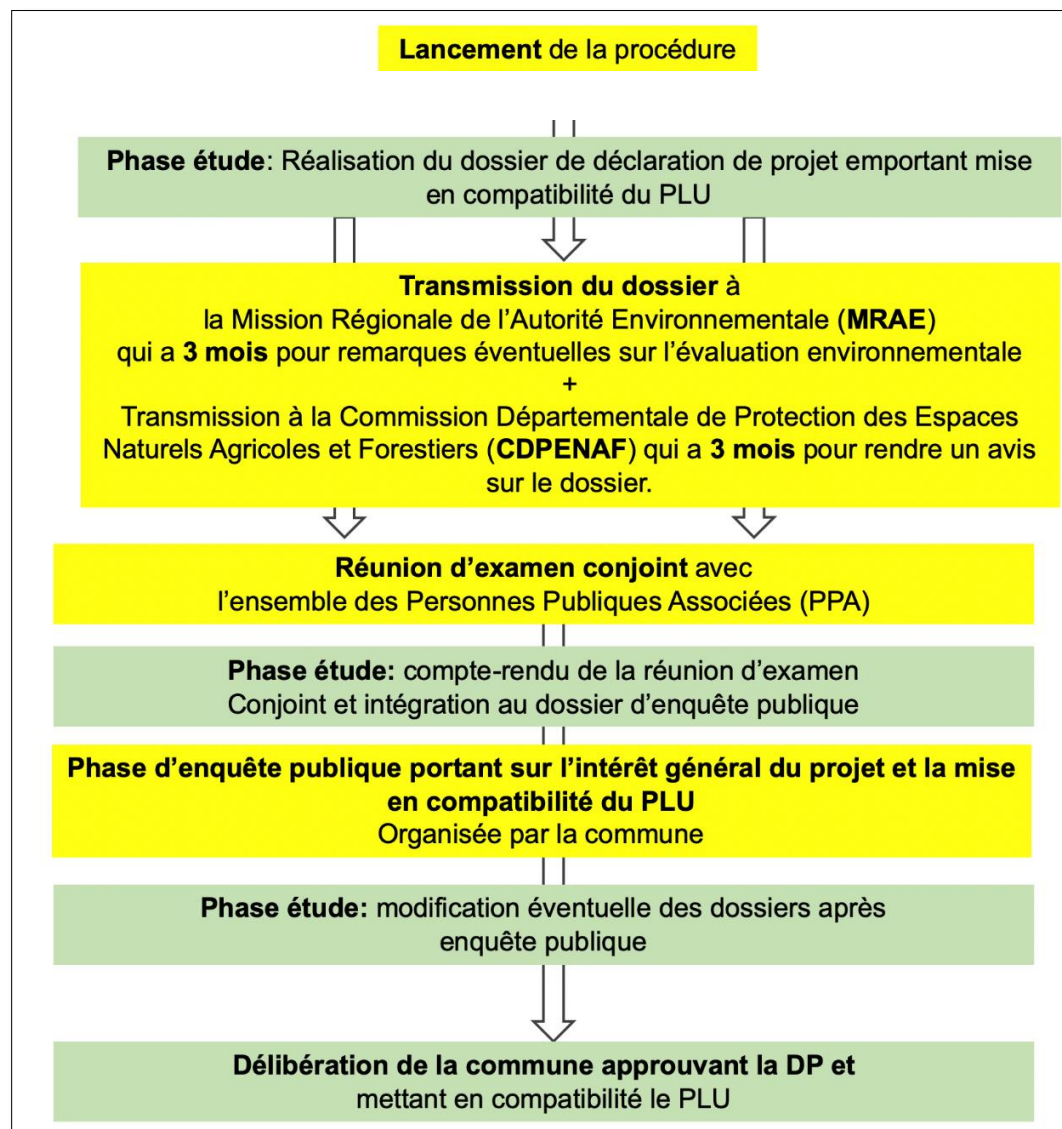 Lancement de la procédure
Phase étude: Réalisation du dossier de déclaration de projet emportant mise
en compatibilité du PLU
Transmission du dossier à
la Mission Régionale de l’Autorité Environnementale (MRAE)
qui a 3 mois pour remarques éventuelles sur l’évaluation environnementale
+
Transmission à la Commission Départementale de Protection des Espaces
Naturels Agricoles et Forestiers (CDPENAF) qui a 3 mois pour rendre un avis
sur le dossier.
Réunion d’examen conjoint avec
l’ensemble des Personnes Publiques Associées (PPA)
Phase étude: compte-rendu de la réunion d’examen
Conjoint et intégration au dossier d’enquête publique
Phase d’enquête publique portant sur l’intérêt général du projet et la mise
en compatibilité du PLU
Organisée par la commune
Phase étude: modification éventuelle des dossiers après
enquête publique
Délibération de la commune approuvant la DP et
mettant en compatibilité le PLU